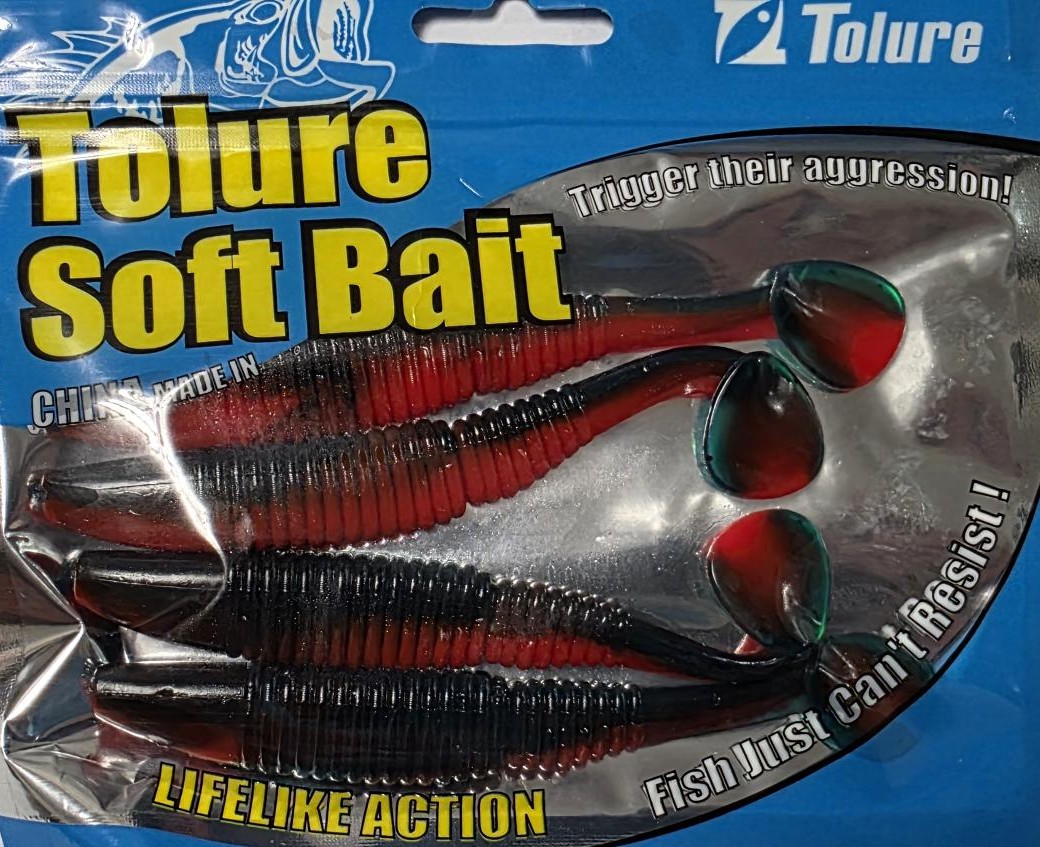 Tolure
Tolure
Soft Bait
Trigger their aggression!
CHINA MADE IN
Fish Just Can't Resist !
LIFELIKE ACTION